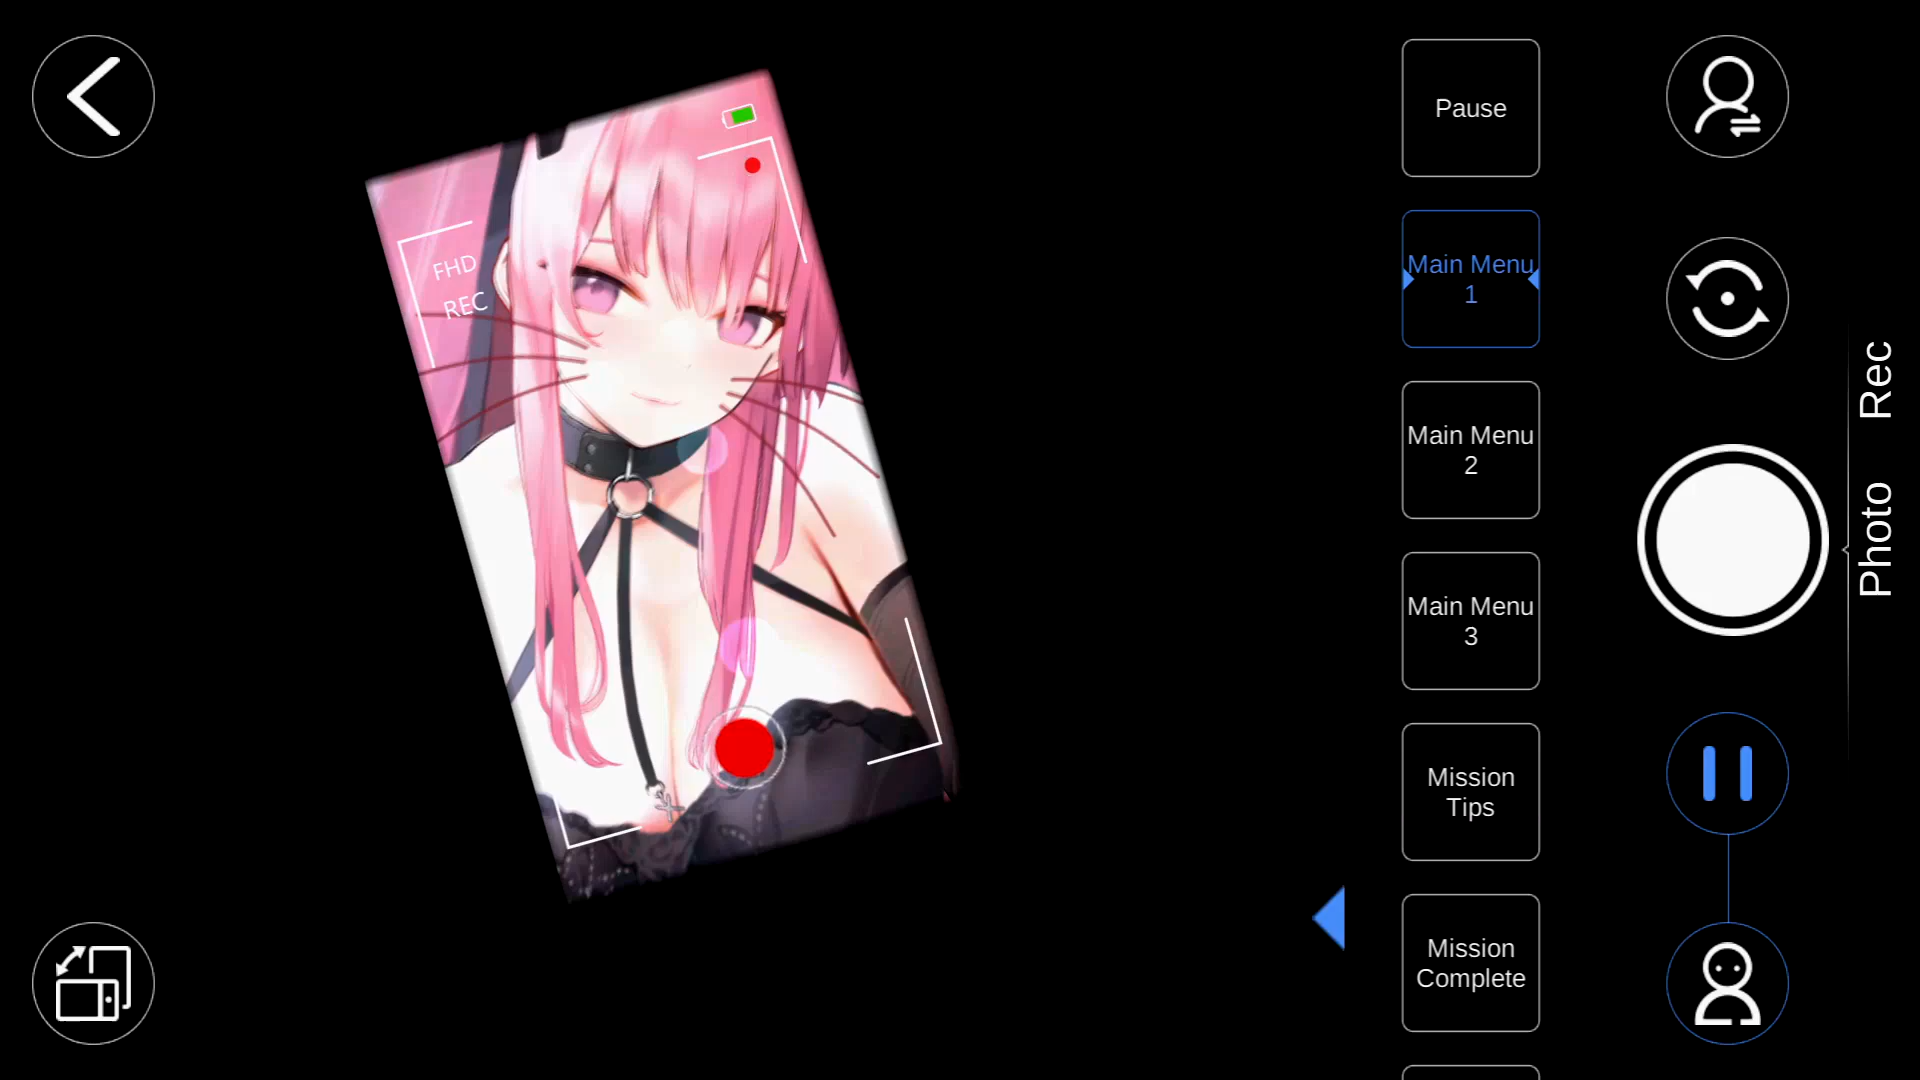 FHD
REC
Pause
Main Menu
1
Main Menu
2
Main Menu
3
Mission
Tips
Mission
Complete
Rec
Photo